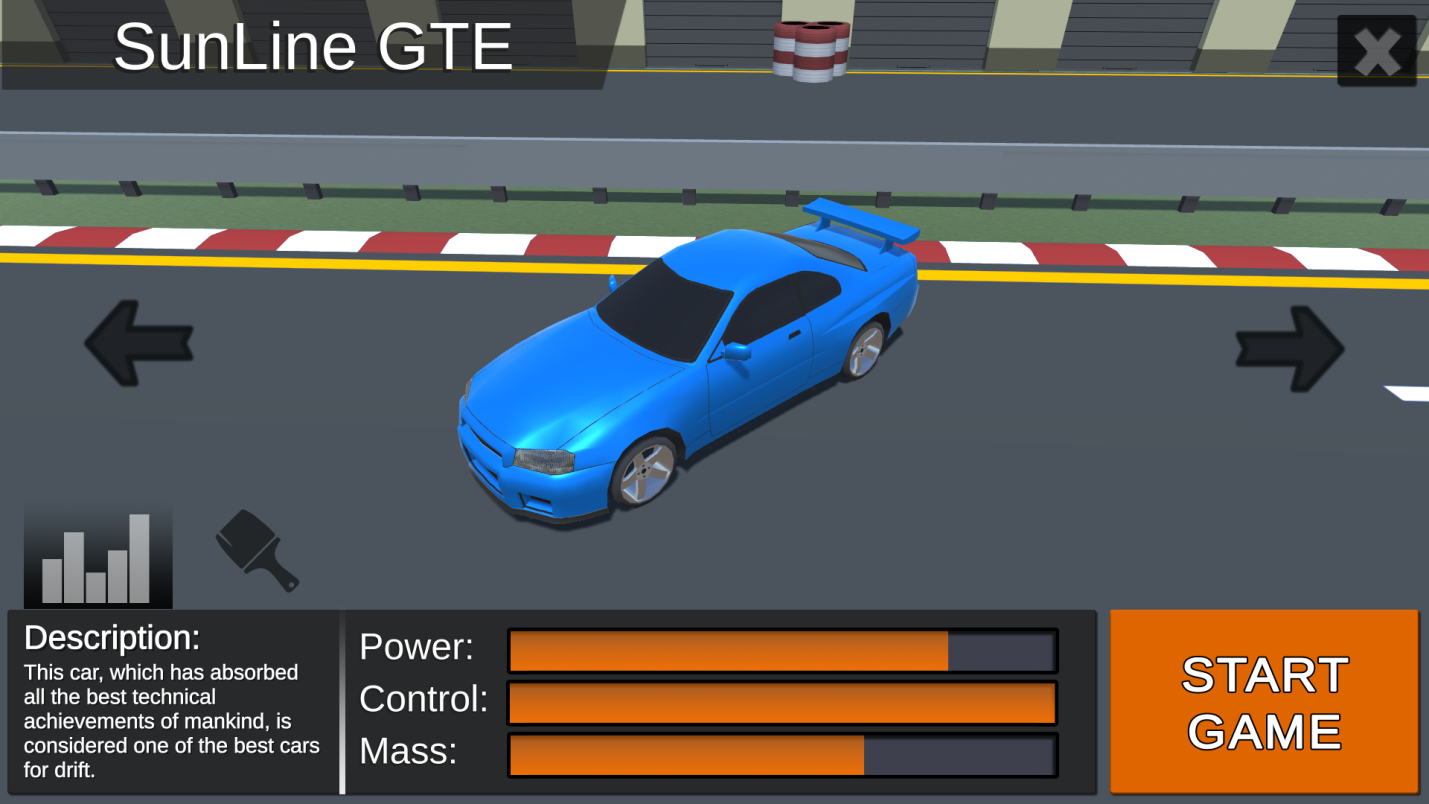 SunLine GTE
Description:
This car, which has absorbed
all the best technical
achievements of mankind, is
considered one of the best cars
for drift.
Power:
Control:
Mass:
START
GAME